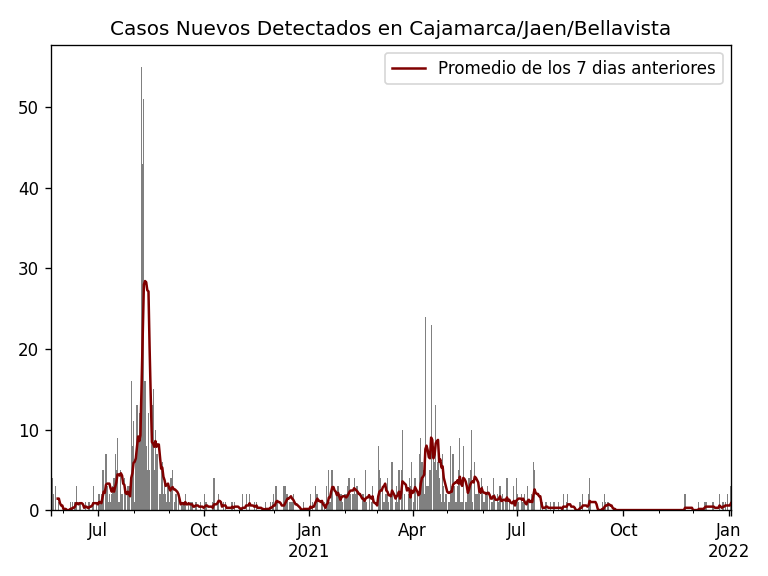 Casos Nuevos Detectados en Cajamarca/Jaen/Bellavista
Promedio de los 7 dias anteriores
50
40
30
20
10
0
Jul Oct Jan Apr Jul Oct Jan
2021 2022